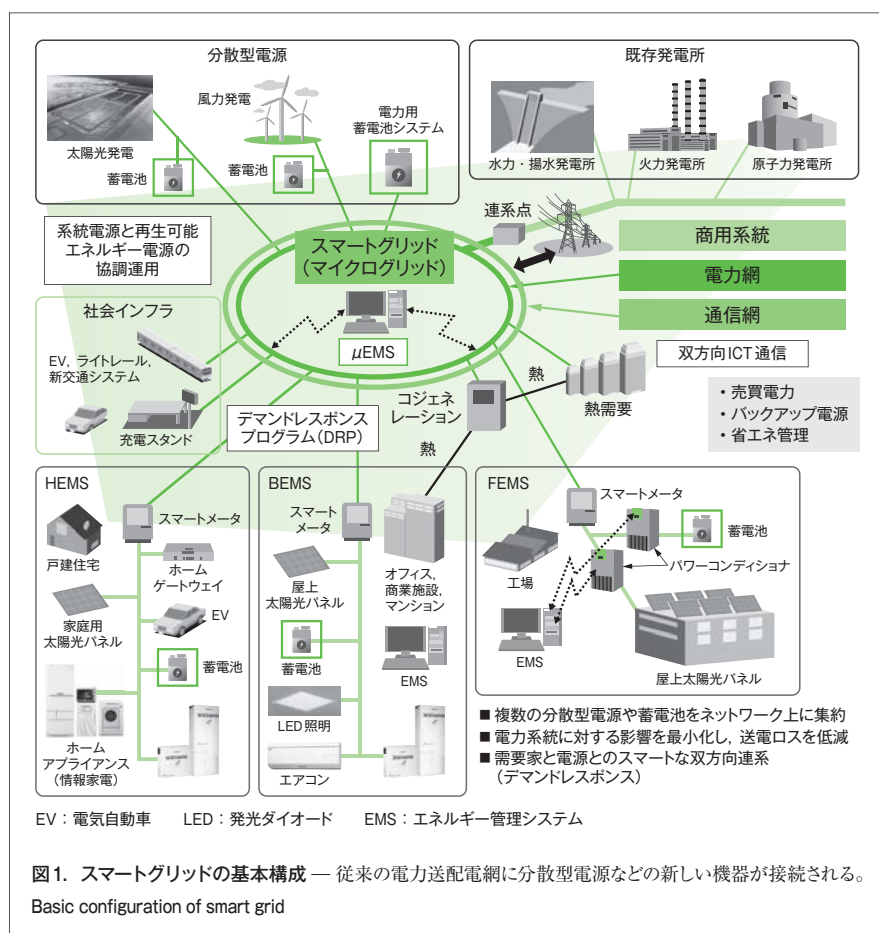 分散型電源
太陽光発電
蓄電池
風力発電
蓄電池
電力用
蓄電池システム
既存発電所
水力・揚水発電所
火力発電所
原子力発電所
連系点
系統電源と再生可能
エネルギー電源の
協調運用
スマートグリッド
(マイクログリッド)
μEMS
商用系統
電力網
通信網
双方向ICT通信
・売買電力
・バックアップ電源
・省エネ管理
社会インフラ
EV,ライトレール,
新交通システム
充電スタンド
デマンドレスポンス
プログラム(DRP)
コジェネ
レーション
熱
熱
熱需要
HEMS
戸建住宅
スマートメータ
ホーム
ゲートウェイ
家庭用
太陽光パネル
EV
蓄電池
ホーム
アプライアンス
(情報家電)
BEMS
スマート
メータ
屋上
太陽光パネル
オフィス,
商業施設,
マンション
蓄電池
EMS
LED照明
エアコン
FEMS
スマートメータ
蓄電池
工場
パワーコンディショナ
EMS
屋上太陽光パネル
■ 複数の分散型電源や蓄電池をネットワーク上に集約
■ 電力系統に対する影響を最小化し,送電ロスを低減
■ 需要家と電源とのスマートな双方向連系
(デマンドレスポンス)
EV:電気自動車 LED:発光ダイオード EMS:エネルギー管理システム
図1. スマートグリッドの基本構成 ― 従来の電力送配電網に分散型電源などの新しい機器が接続される。
Basic configuration of smart grid